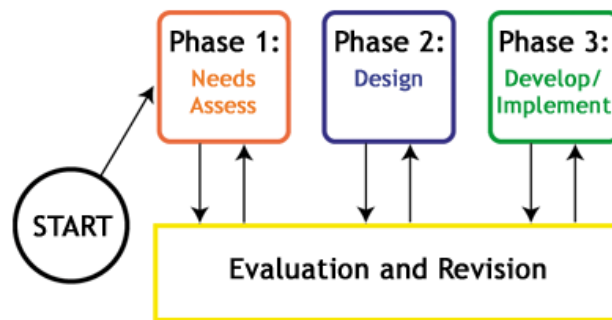 Phase 1:
Needs
Assess
Phase 2:
Design
Phase 3:
Develop/
Implement
START
Evaluation and Revision